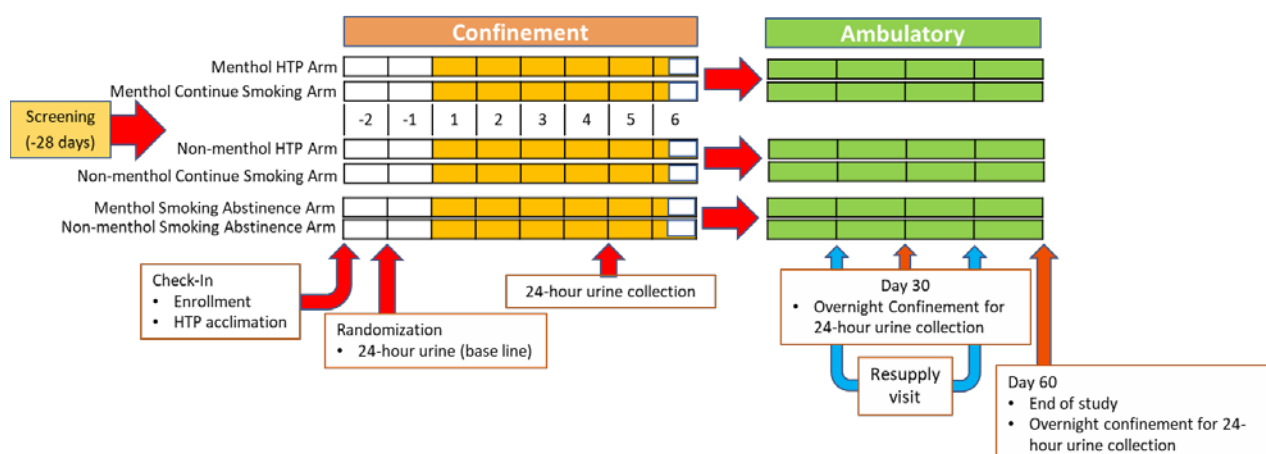 Confinement
Ambulatory
Menthol HTP Arm
Menthol Continue Smoking Arm
Screening
(-28 days)
-2 -1 1 2 3 4 5 6
Non-menthol HTP Arm
Non-menthol Continue Smoking Arm
Menthol Smoking Abstinence Arm
Non-menthol Smoking Abstinence Arm
Check-In
• Enrollment
• HTP acclimation
Randomization
• 24-hour urine (base line)
24-hour urine collection
Day 30
• Overnight Confinement for
24-hour urine collection
Resupply
visit
Day 60
• End of study
• Overnight confinement for 24-
hour urine collection